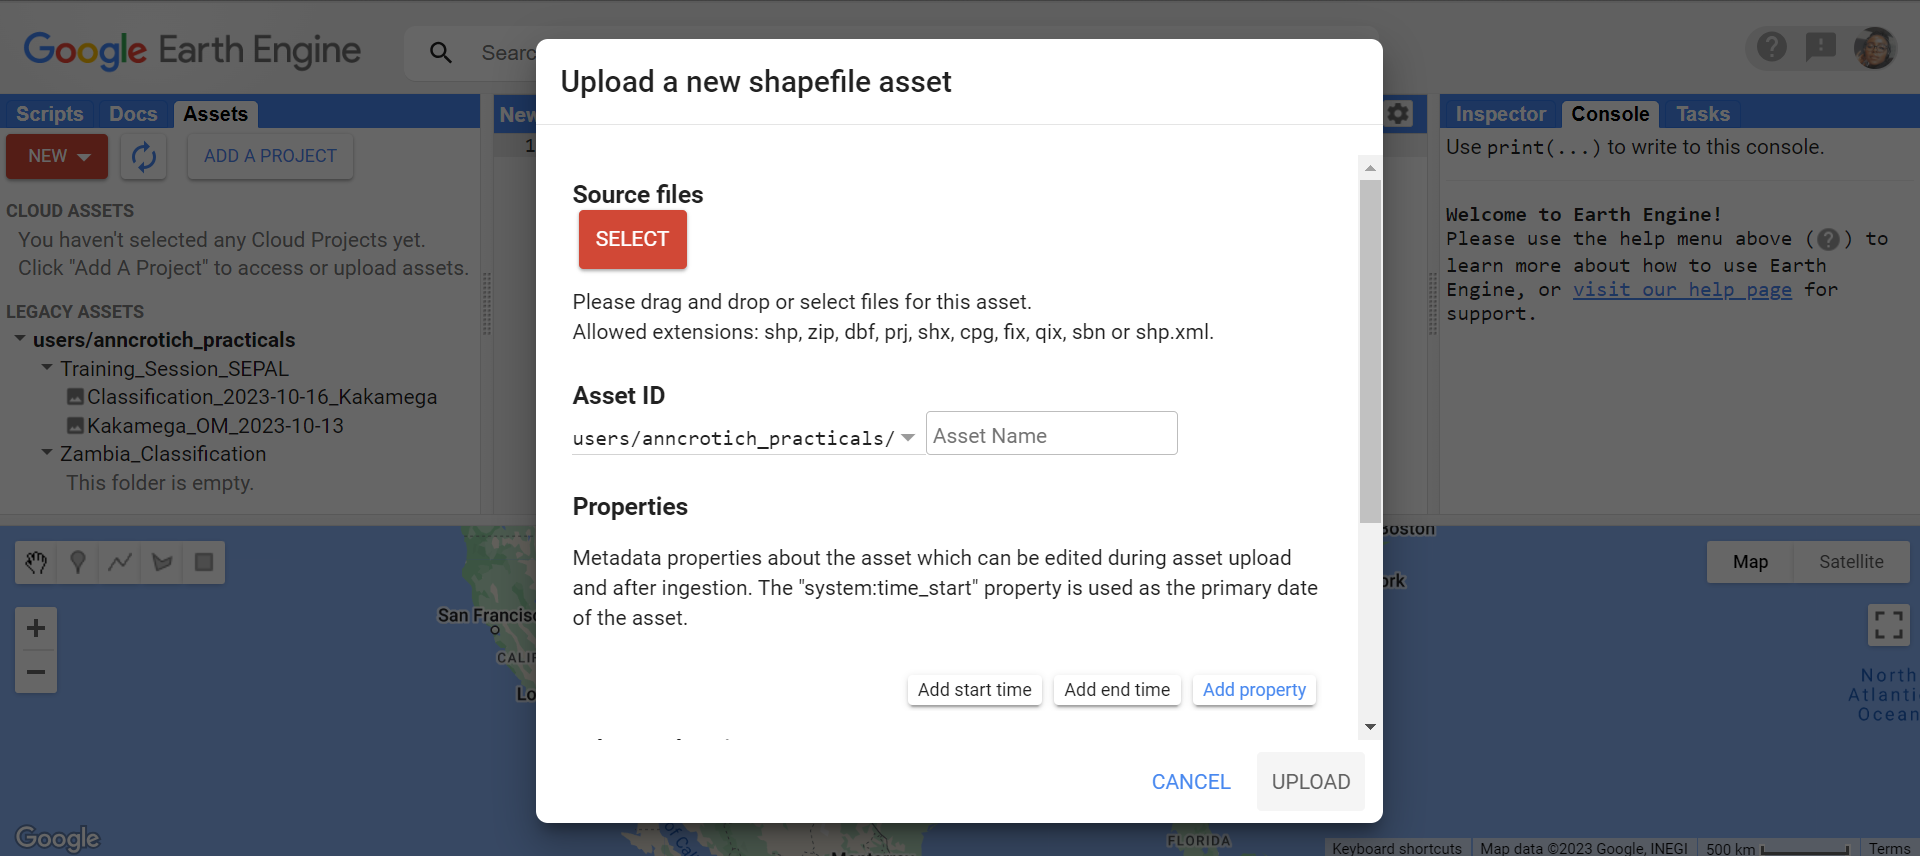 Google Earth Engine
Searc
Scripts
Docs
Assets
NEW
ADD A PROJECT
CLOUD ASSETS
You haven't selected any Cloud Projects yet.
Click "Add A Project" to access or upload assets.
LEGACY ASSETS
users/anncrotich_practicals
Training_Session_SEPAL
Classification_2023-10-16_Kakamega
Kakamega_OM_2023-10-13
Zambia_Classification
This folder is empty.
New
1
Upload a new shapefile asset
Source files
SELECT
Please drag and drop or select files for this asset.
Allowed extensions: shp, zip, dbf, prj, shx, cpg, fix, qix, sbn or shp.xml.
Asset ID
users/anncrotich_practicals/
Asset Name
Properties
Metadata properties about the asset which can be edited during asset upload
and after ingestion. The "system:time_start" property is used as the primary date
of the asset.
Add start time
Add end time
Add property
CANCEL
UPLOAD
Inspector
Console
Tasks
Use print(...) to write to this console.
Welcome to Earth Engine!
Please use the help menu above (?) to
learn more about how to use Earth
Engine, or visit our help page for
support.
San Francisc
CALIF
Lo
Boston
ork
Map
Satellite
North
Atlanti
Ocean
of Ca
Monterrey
FLORIDA
Google
Keyboard shortcuts
Map data ©2023 Google, INEGI
500 km
Terms